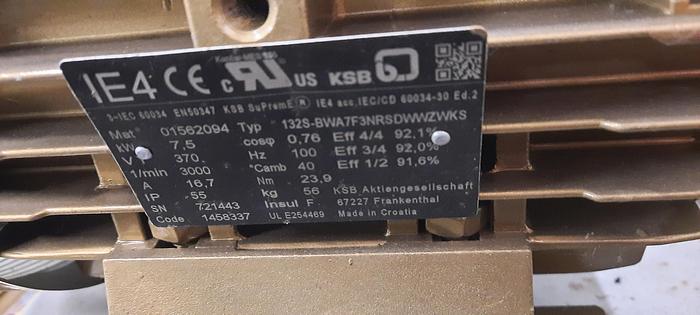 IE4 CE c RU US KSB
3~IEC 60034 EN50347 KSB SuPremE® IE4 acc.IEC/CD 60034-30 Ed.2
Mat 01562094 Typ 132S-BWA7F3NRSDWWZWKS
kW 7,5 cosφ 0,76 Eff 4/4 92,1%
V 370 Hz 100 Eff 3/4 92,0%
1/min 3000 °Camb 40 Eff 1/2 91,6%
A 16,7 Nm 23,9
IP 55 kg 56 KSB Aktiengesellschaft
SN 721443 Insul F 67227 Frankenthal
Code 1458337 UL E254469 Made in Croatia